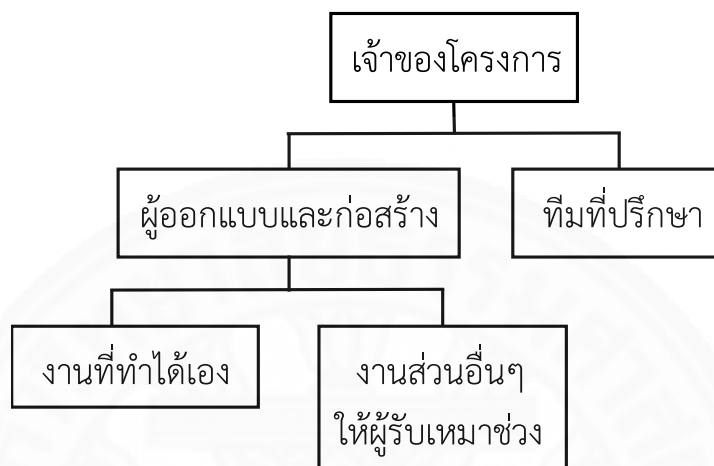 เจ้าของโครงการ
ผู้ออกแบบและก่อสร้าง
ทีมที่ปรึกษา
งานที่ทำได้เอง
งานส่วนอื่นๆ
ให้ผู้รับเหมาช่วง